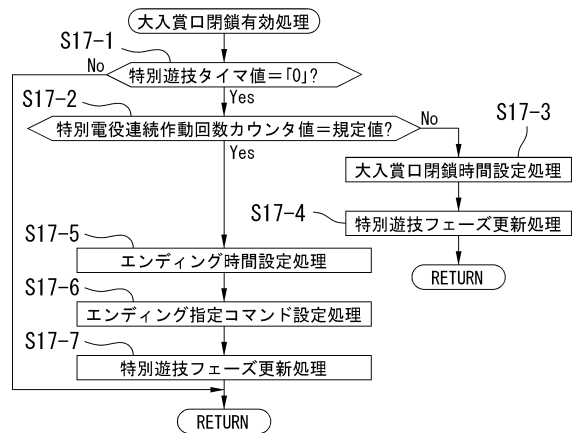 大入賞口閉鎖有効処理
S17-1
特別遊技タイマ値＝「0」?
No
Yes
S17-2
特別電役連続作動回数カウンタ値＝規定値?
No
Yes
S17-3
大入賞口閉鎖時間設定処理
S17-4
特別遊技フェーズ更新処理
RETURN
S17-5
エンディング時間設定処理
S17-6
エンディング指定コマンド設定処理
S17-7
特別遊技フェーズ更新処理
RETURN